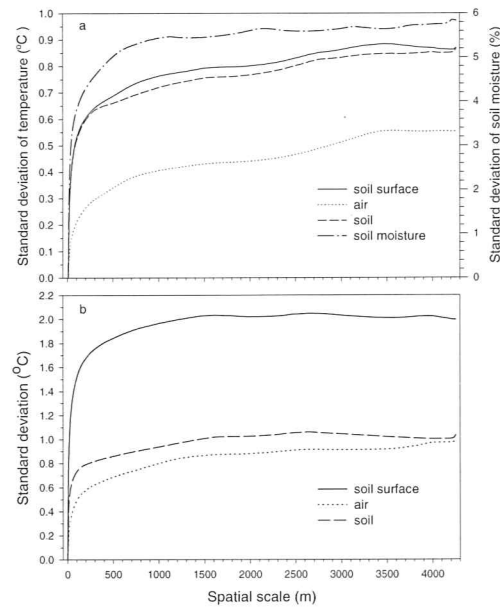 a
Standard deviation of temperature (°C)
1.0
0.9
0.8
0.7
0.6
0.5
0.4
0.3
0.2
0.1
0.0
6
5
4
3
2
1
0
Standard deviation of soil moisture (%)
soil surface
air
soil
soil moisture
b
Standard deviation (°C)
2.2
2.0
1.8
1.6
1.4
1.2
1.0
0.8
0.6
0.4
0.2
0.0
soil surface
air
soil
0 500 1000 1500 2000 2500 3000 3500 4000
Spatial scale (m)